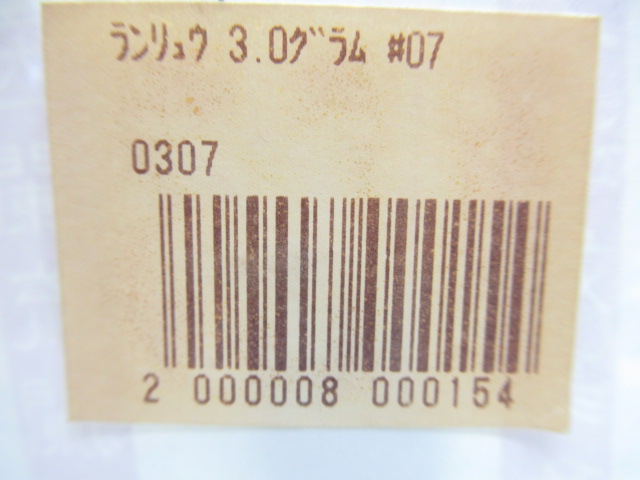 ﾗﾝﾘｭｳ 3.0ｸﾞﾗﾑ #07
0307
2 000008 000154